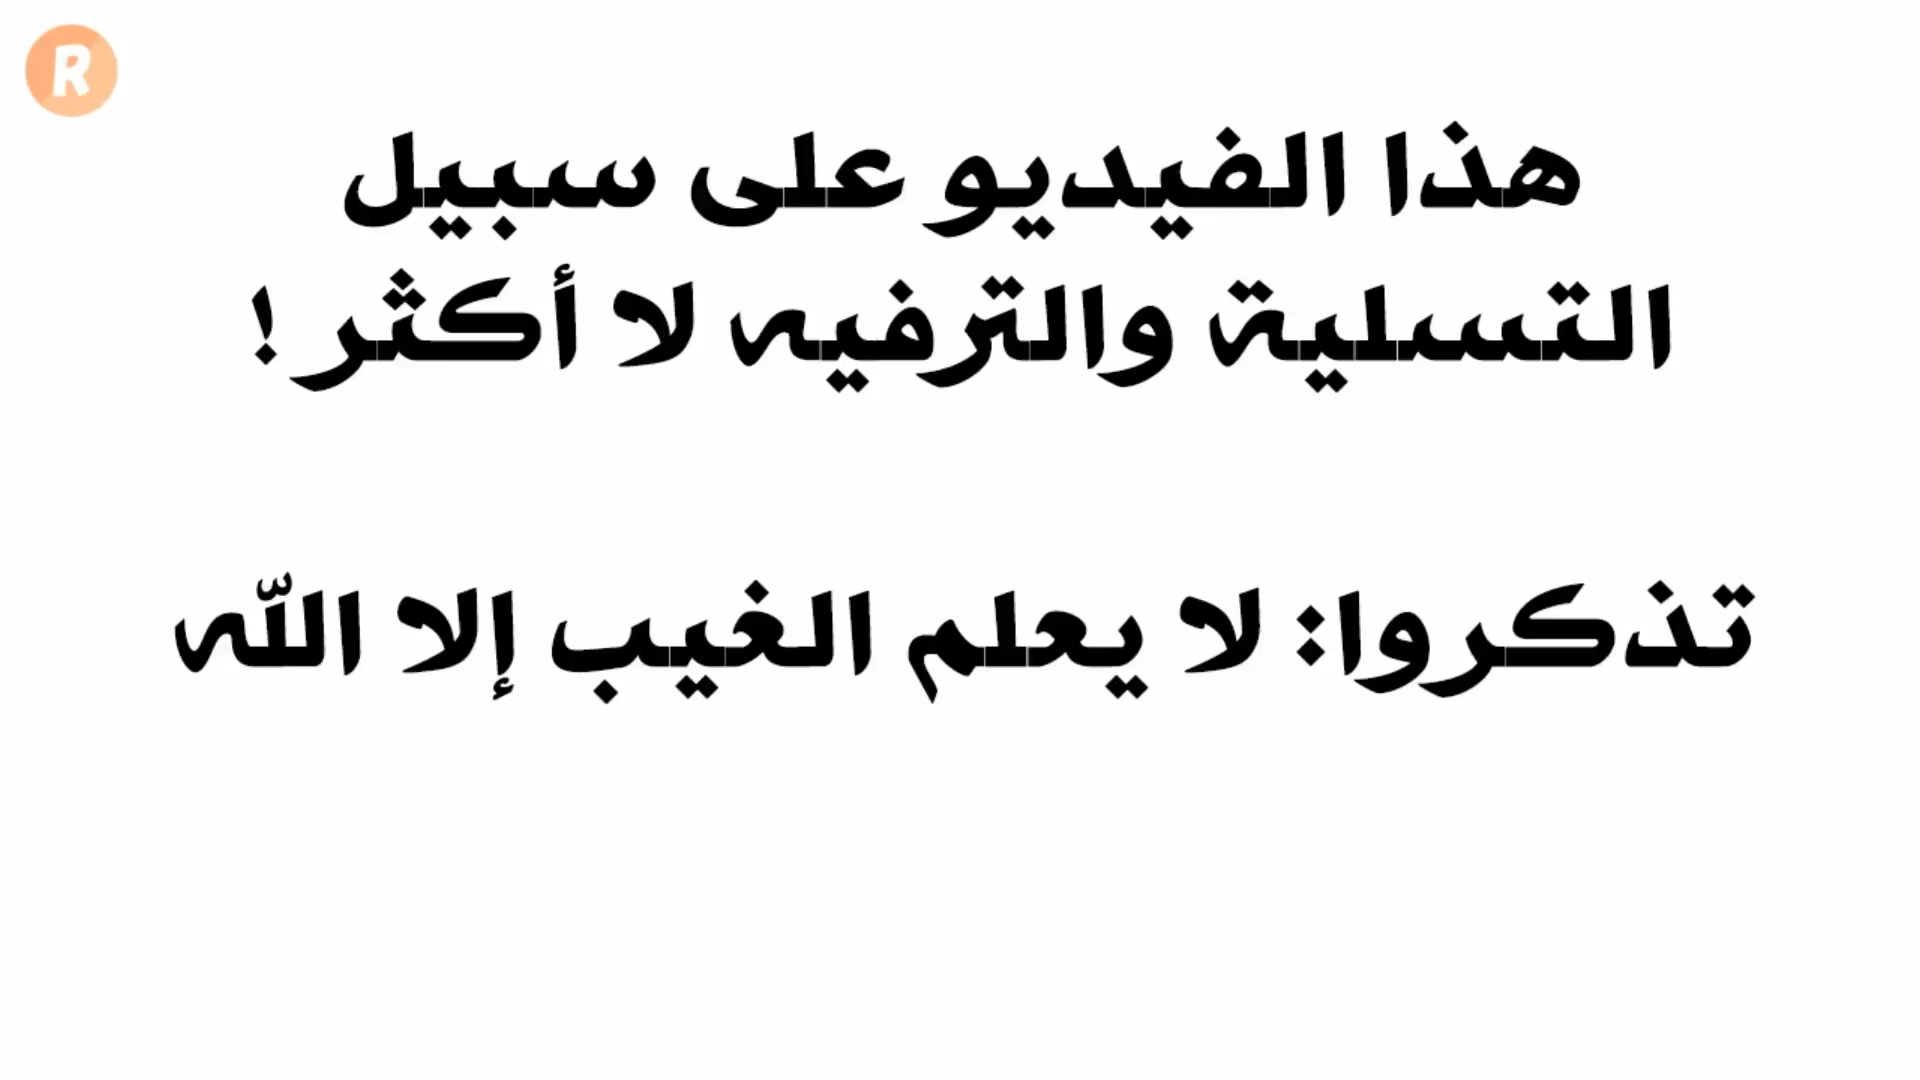 R
هذا الفيديو على سبيل
التسلية والترفيه لا أكثر !
تذكروا: لا يعلم الغيب إلا الله